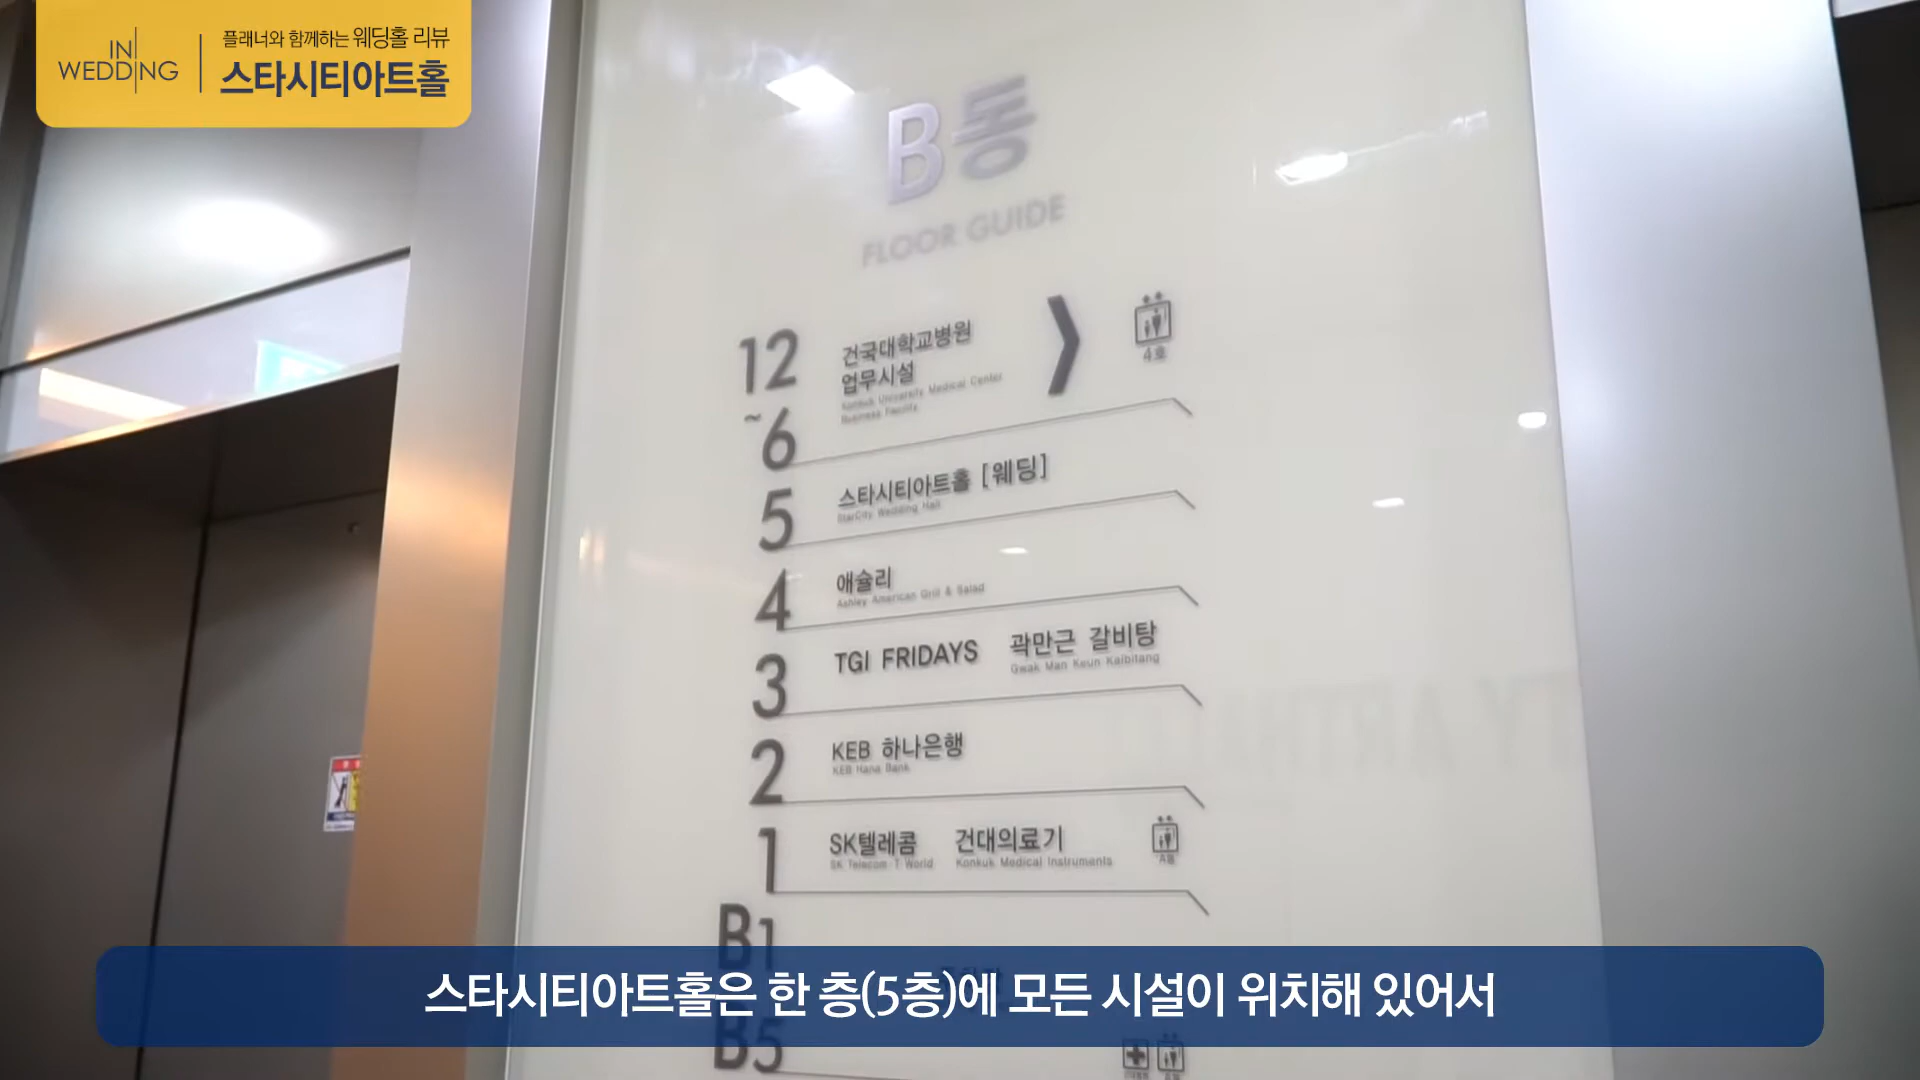 IN
WEDDING
플래너와 함께하는 웨딩홀 리뷰
스타시티아트홀
B동
FLOOR GUIDE
12
~
6
건국대학교병원
업무시설
Konkuk University Medical Center
Business Facility
4호
5
스타시티아트홀 [웨딩]
StarCity Wedding Hall
4
애슐리
Ashley American Grill & Salad
3
TGI FRIDAYS 곽만근 갈비탕
Gwak Man Keun Kalbitang
2
KEB 하나은행
KEB Hana Bank
1
SK텔레콤 건대의료기
SK Telecom T World Konkuk Medical Instruments
B1
B5
스타시티아트홀은 한 층(5층)에 모든 시설이 위치해 있어서